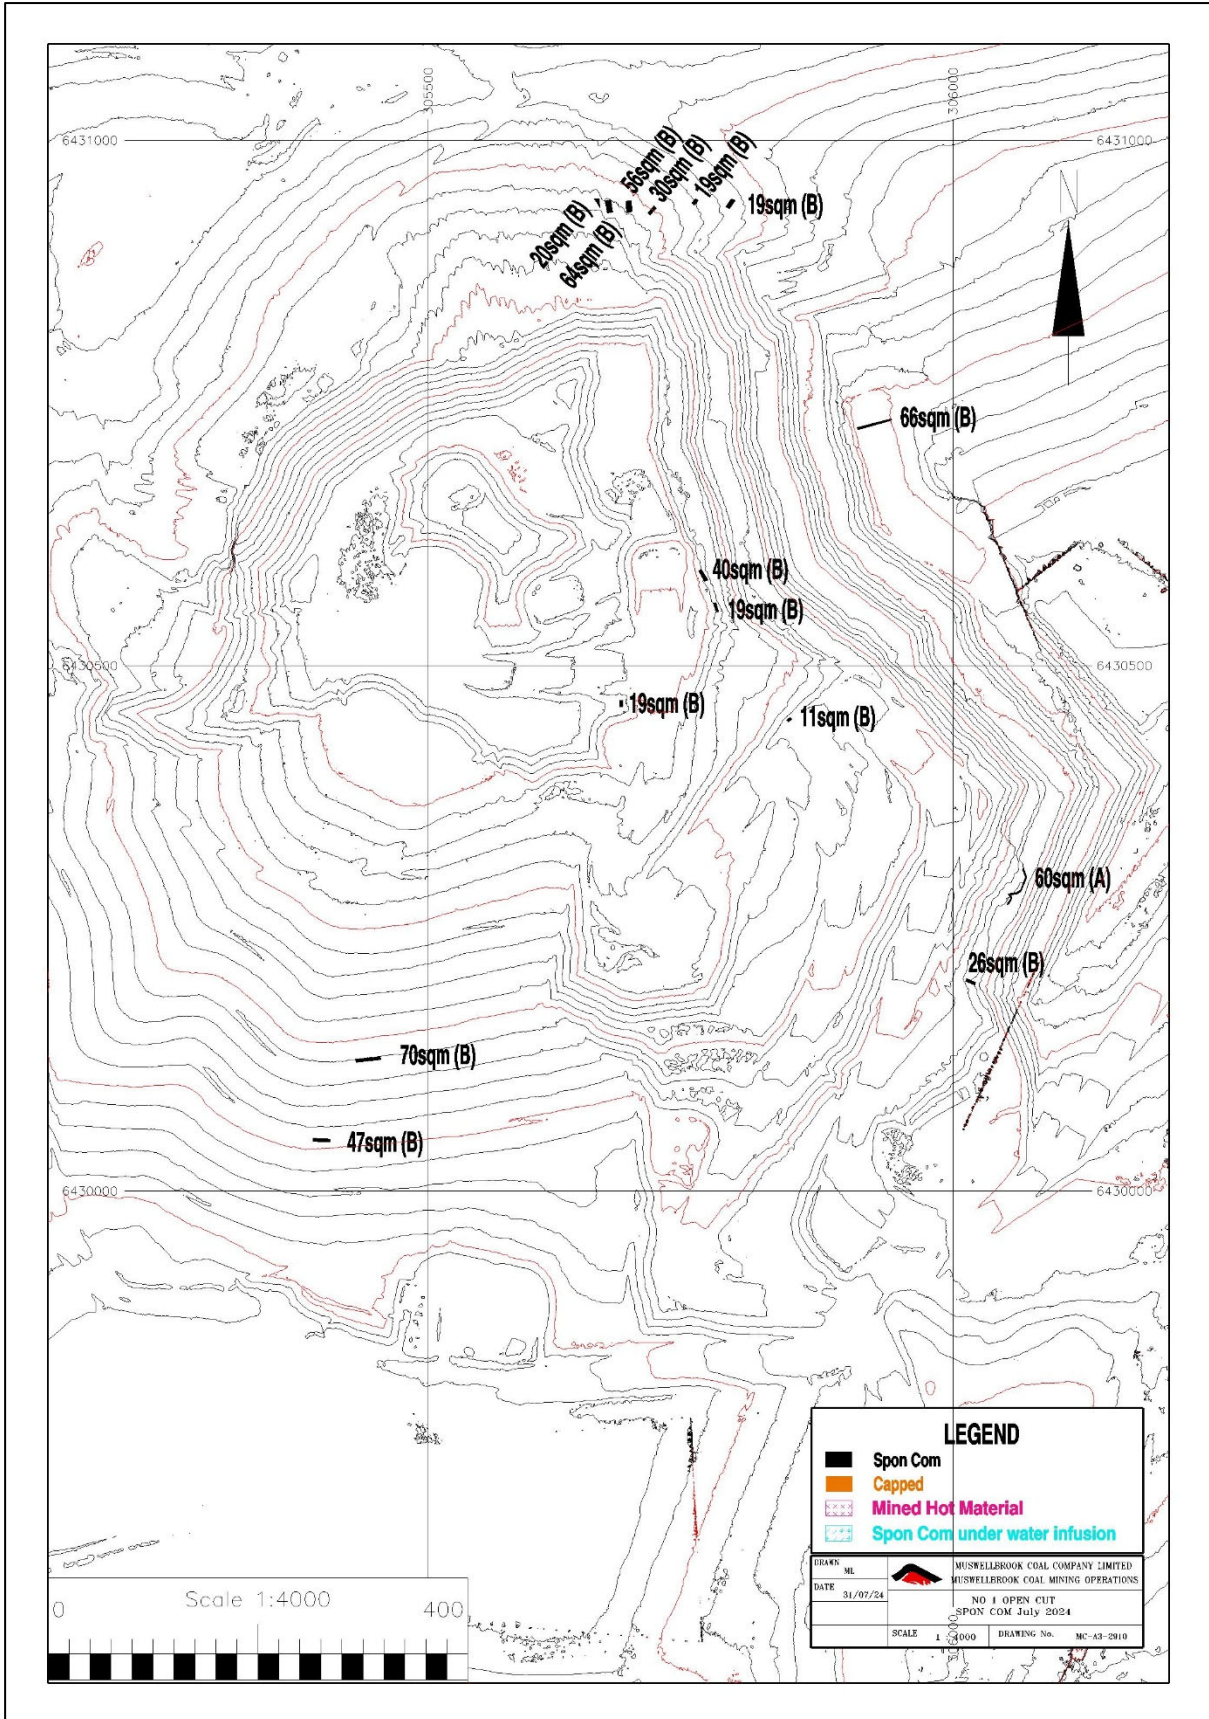 305500
306000
6431000
6431000
56sqm (B)
30sqm (B)
19sqm (B)
19sqm (B)
20sqm (B)
64sqm (B)
N
66sqm (B)
40sqm (B)
19sqm (B)
6430500
6430500
19sqm (B)
11sqm (B)
60sqm (A)
26sqm (B)
70sqm (B)
47sqm (B)
6430000
6430000
LEGEND
Spon Com
Capped
Mined Hot Material
Spon Com under water infusion
DRAWN
ML
DATE
31/07/24
MUSWELLBROOK COAL COMPANY LIMITED
MUSWELLBROOK COAL MINING OPERATIONS
NO 1 OPEN CUT
SPON COM July 2024
SCALE
DRAWING No. MC-A3-2910
306000
Scale 1:4000
0 400